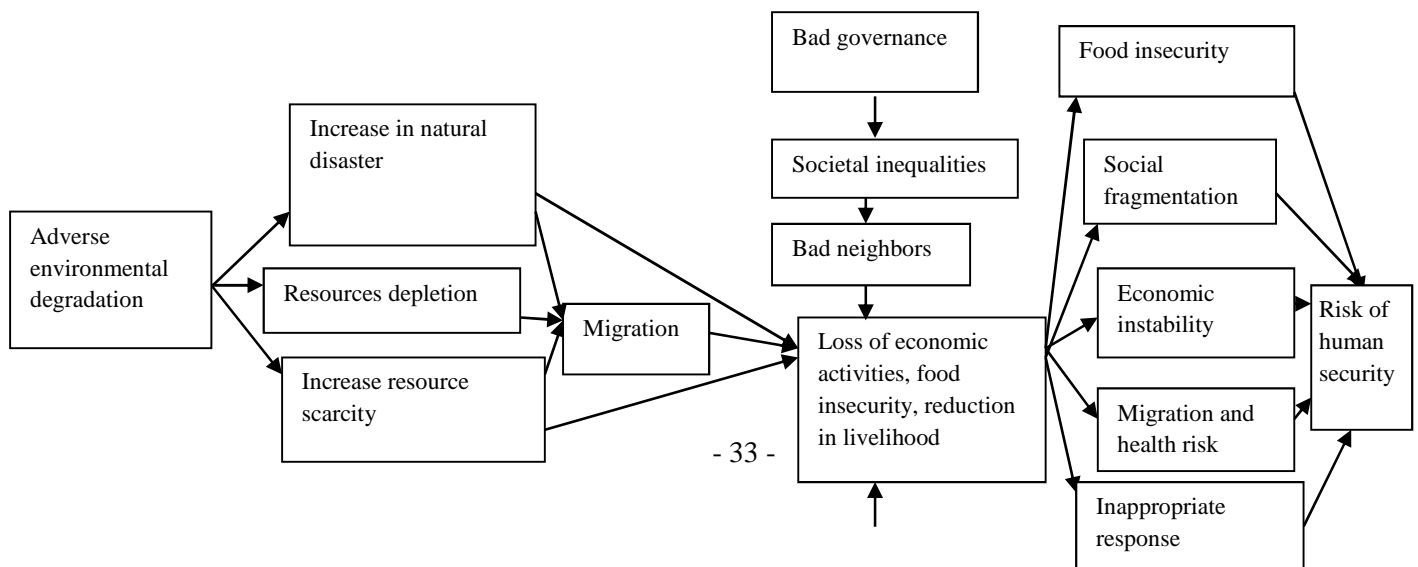 Bad governance
Food insecurity
Increase in natural
disaster
Societal inequalities
Social
fragmentation
Adverse
environmental
degradation
Bad neighbors
Resources depletion
Migration
Economic
instability
Risk of
human
security
Loss of economic
activities, food
insecurity, reduction
in livelihood
Increase resource
scarcity
Migration and
health risk
- 33 -
Inappropriate
response